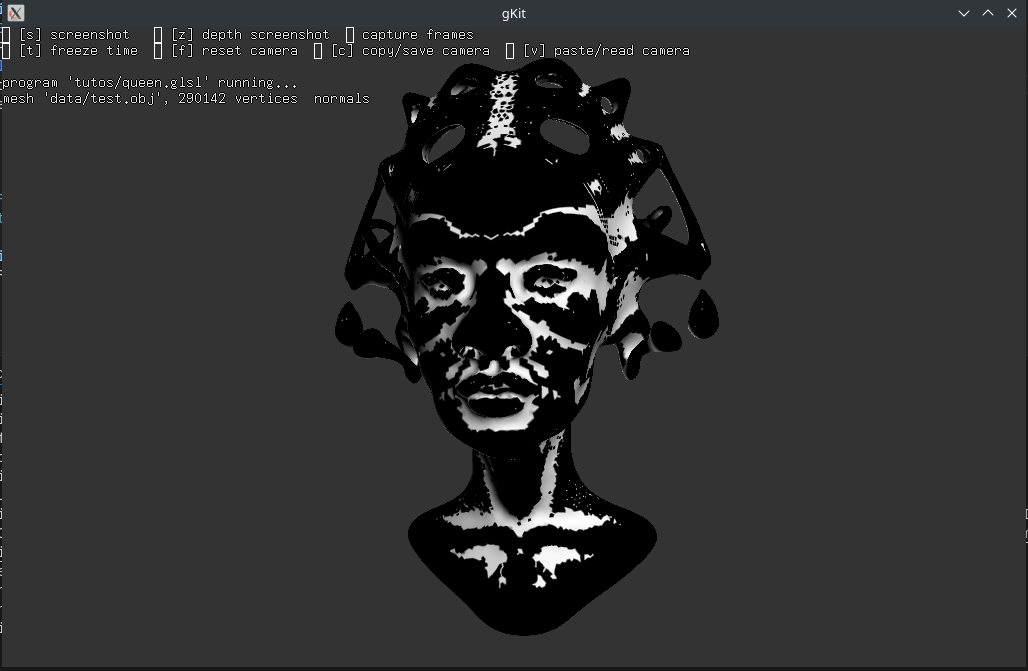 gKit
[s] screenshot [z] depth screenshot [] capture frames
[t] freeze time [f] reset camera [c] copy/save camera [v] paste/read camera
program 'tutos/queen.glsl' running...
mesh 'data/test.obj', 290142 vertices normals